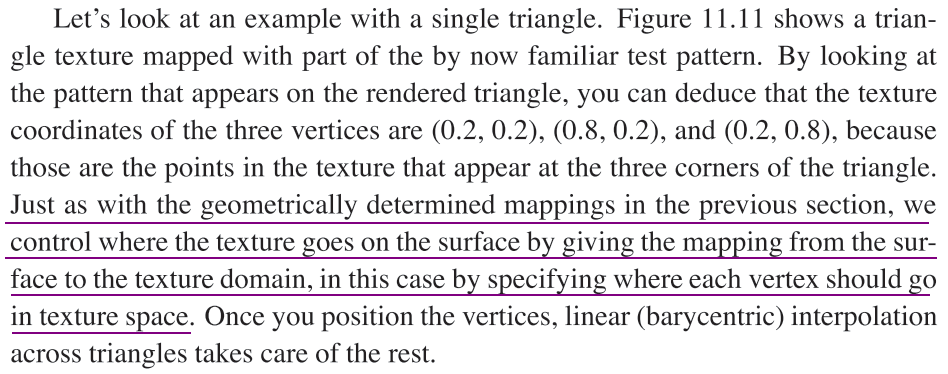 Let’s look at an example with a single triangle. Figure 11.11 shows a trian-
gle texture mapped with part of the by now familiar test pattern. By looking at
the pattern that appears on the rendered triangle, you can deduce that the texture
coordinates of the three vertices are (0.2, 0.2), (0.8, 0.2), and (0.2, 0.8), because
those are the points in the texture that appear at the three corners of the triangle.
Just as with the geometrically determined mappings in the previous section, we
control where the texture goes on the surface by giving the mapping from the sur-
face to the texture domain, in this case by specifying where each vertex should go
in texture space. Once you position the vertices, linear (barycentric) interpolation
across triangles takes care of the rest.